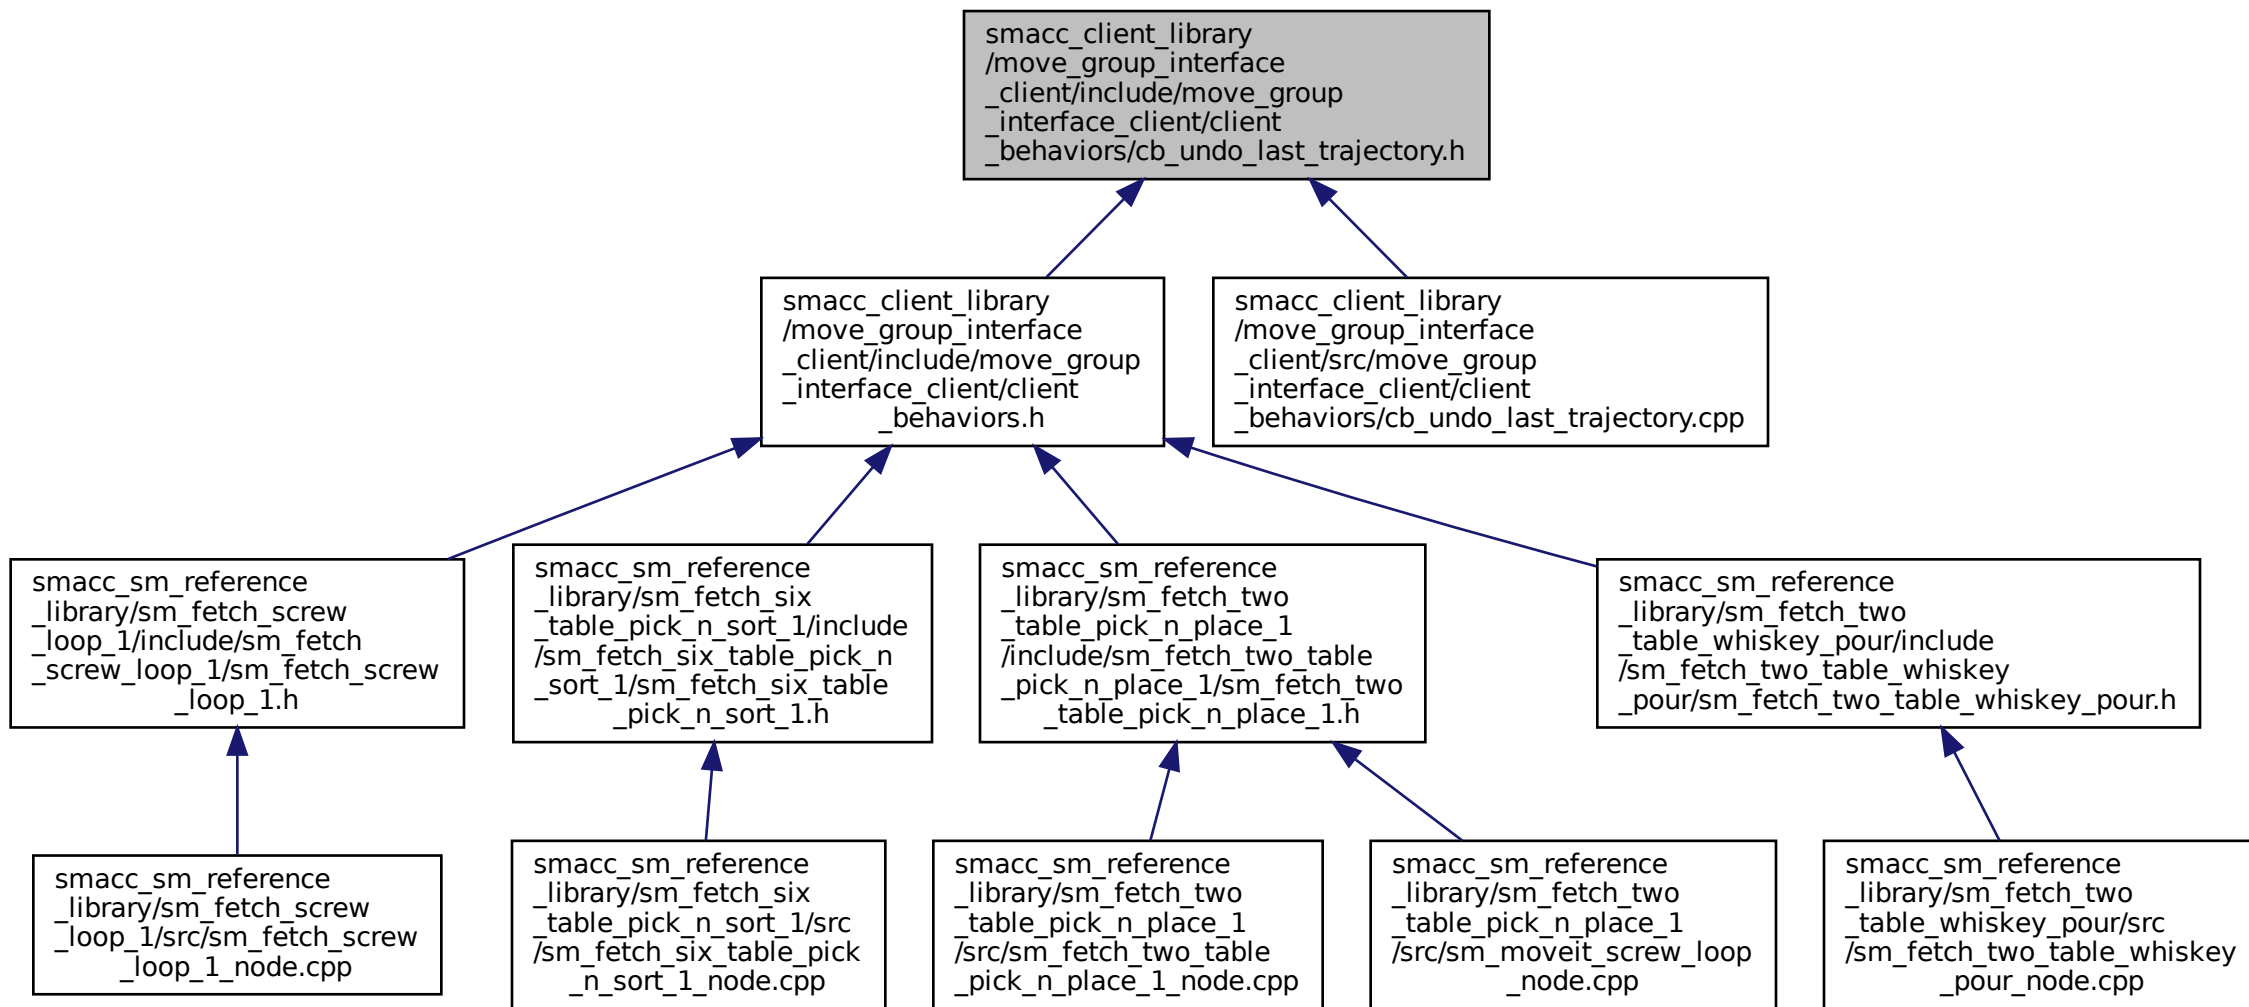 smacc_client_library
/move_group_interface
_client/include/move_group
_interface_client/client
_behaviors/cb_undo_last_trajectory.h
smacc_client_library
/move_group_interface
_client/include/move_group
_interface_client/client
_behaviors.h
smacc_client_library
/move_group_interface
_client/src/move_group
_interface_client/client
_behaviors/cb_undo_last_trajectory.cpp
smacc_sm_reference
_library/sm_fetch_screw
_loop_1/include/sm_fetch
_screw_loop_1/sm_fetch_screw
_loop_1.h
smacc_sm_reference
_library/sm_fetch_six
_table_pick_n_sort_1/include
/sm_fetch_six_table_pick_n
_sort_1/sm_fetch_six_table
_pick_n_sort_1.h
smacc_sm_reference
_library/sm_fetch_two
_table_pick_n_place_1
/include/sm_fetch_two_table
_pick_n_place_1/sm_fetch_two
_table_pick_n_place_1.h
smacc_sm_reference
_library/sm_fetch_two
_table_whiskey_pour/include
/sm_fetch_two_table_whiskey
_pour/sm_fetch_two_table_whiskey_pour.h
smacc_sm_reference
_library/sm_fetch_screw
_loop_1/src/sm_fetch_screw
_loop_1_node.cpp
smacc_sm_reference
_library/sm_fetch_six
_table_pick_n_sort_1/src
/sm_fetch_six_table_pick
_n_sort_1_node.cpp
smacc_sm_reference
_library/sm_fetch_two
_table_pick_n_place_1
/src/sm_fetch_two_table
_pick_n_place_1_node.cpp
smacc_sm_reference
_library/sm_fetch_two
_table_pick_n_place_1
/src/sm_moveit_screw_loop
_node.cpp
smacc_sm_reference
_library/sm_fetch_two
_table_whiskey_pour/src
/sm_fetch_two_table_whiskey
_pour_node.cpp